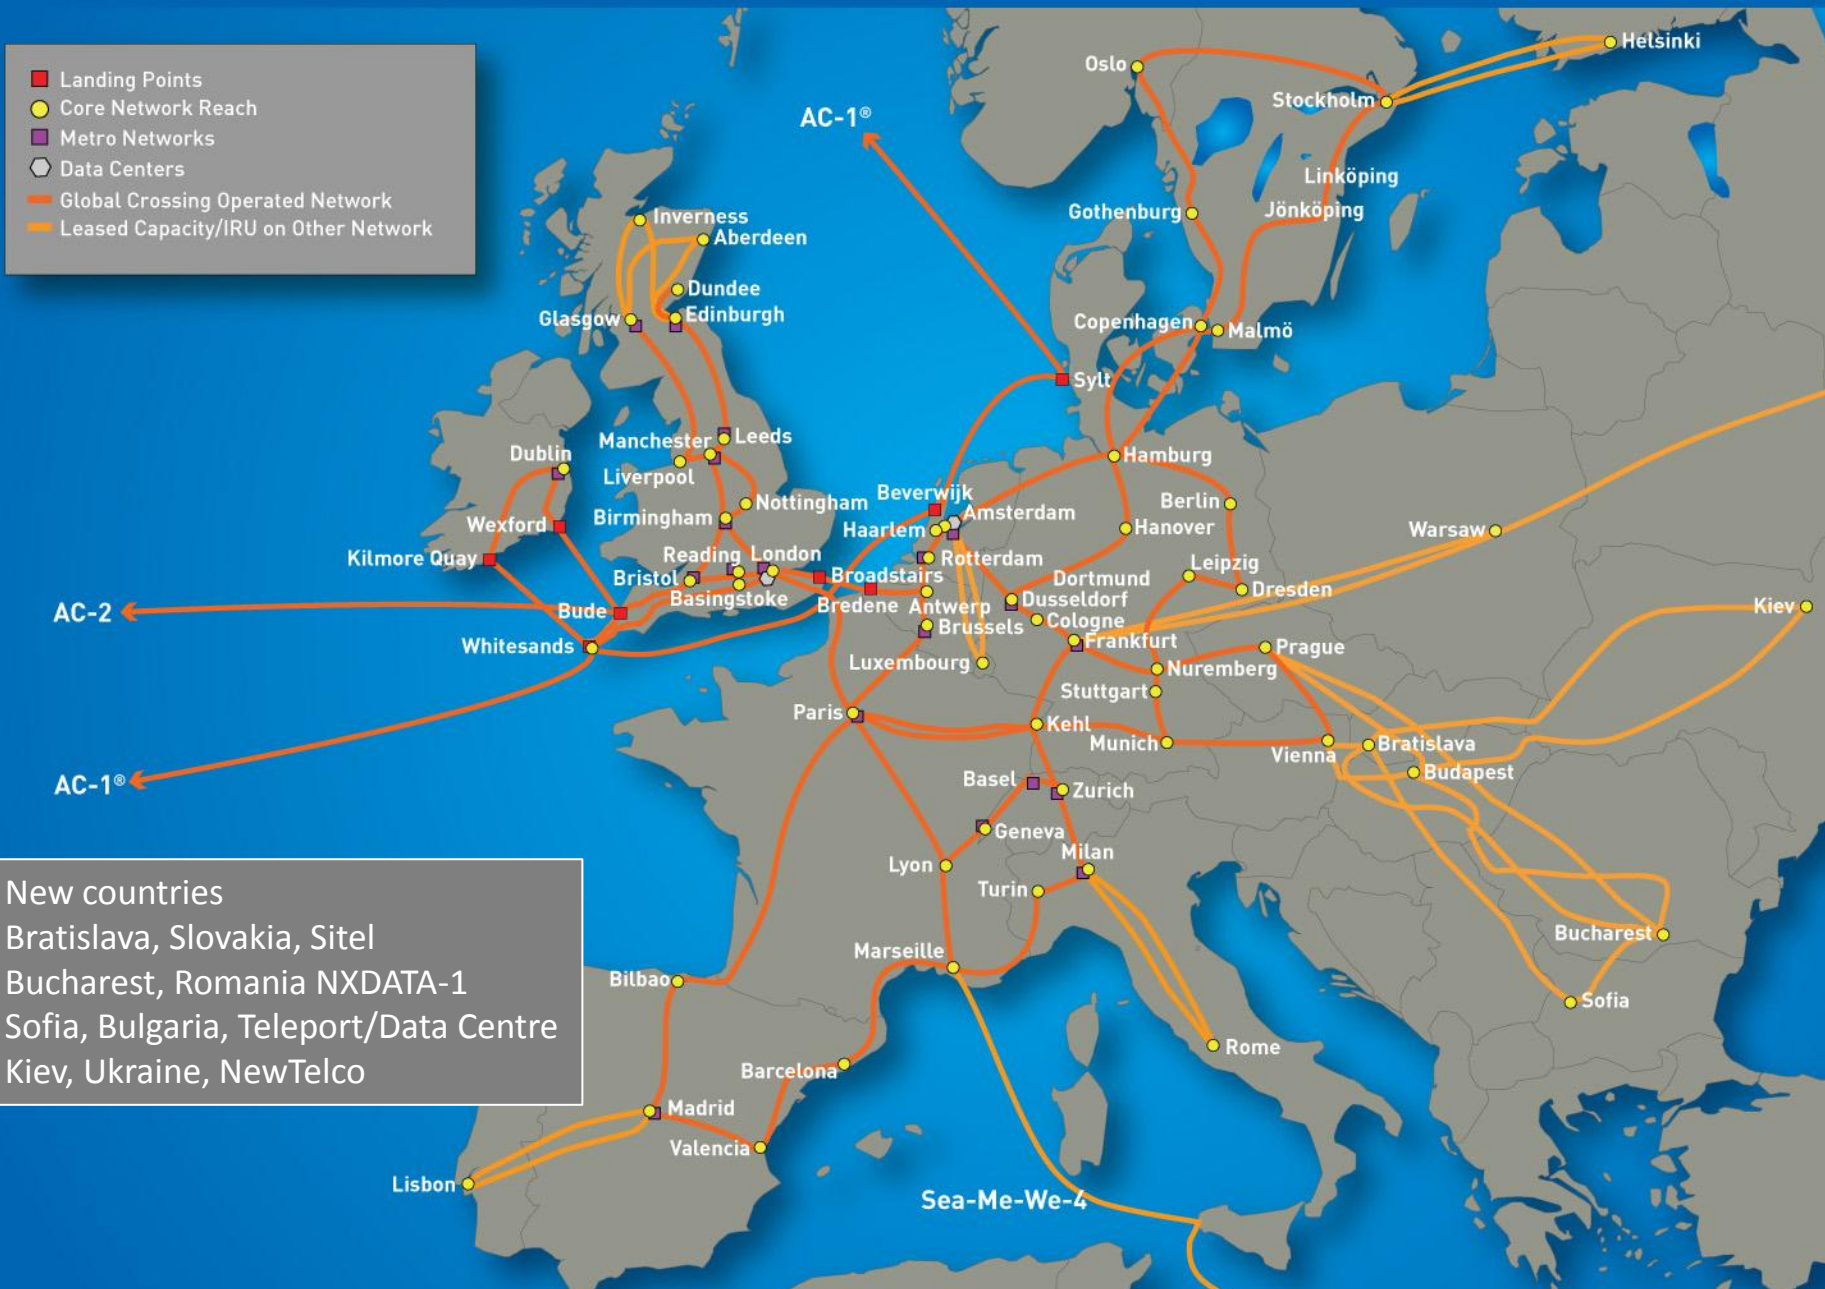 Landing Points
Core Network Reach
Metro Networks
Data Centers
Global Crossing Operated Network
Leased Capacity/IRU on Other Network
AC-1®
Oslo
Helsinki
Stockholm
Linköping
Jönköping
Gothenburg
Inverness
Aberdeen
Dundee
Edinburgh
Glasgow
Copenhagen
Malmö
Sylt
Manchester
Leeds
Dublin
Liverpool
Hamburg
Nottingham
Beverwijk
Berlin
Birmingham
Amsterdam
Haarlem
Hanover
Warsaw
Wexford
Kilmore Quay
Reading
London
Rotterdam
Leipzig
Bristol
Broadstairs
Dortmund
Dresden
Basingstoke
Bredene
Antwerp
Dusseldorf
Kiev
AC-2
Bude
Brussels
Cologne
Whitesands
Frankfurt
Prague
Luxembourg
Nuremberg
Stuttgart
Paris
Kehl
Munich
Vienna
Bratislava
Budapest
AC-1®
Basel
Zurich
Geneva
Milan
Lyon
Turin
New countries
Bratislava, Slovakia, Sitel
Bucharest, Romania NXDATA-1
Sofia, Bulgaria, Teleport/Data Centre
Kiev, Ukraine, NewTelco
Marseille
Bucharest
Bilbao
Sofia
Rome
Barcelona
Madrid
Valencia
Lisbon
Sea-Me-We-4